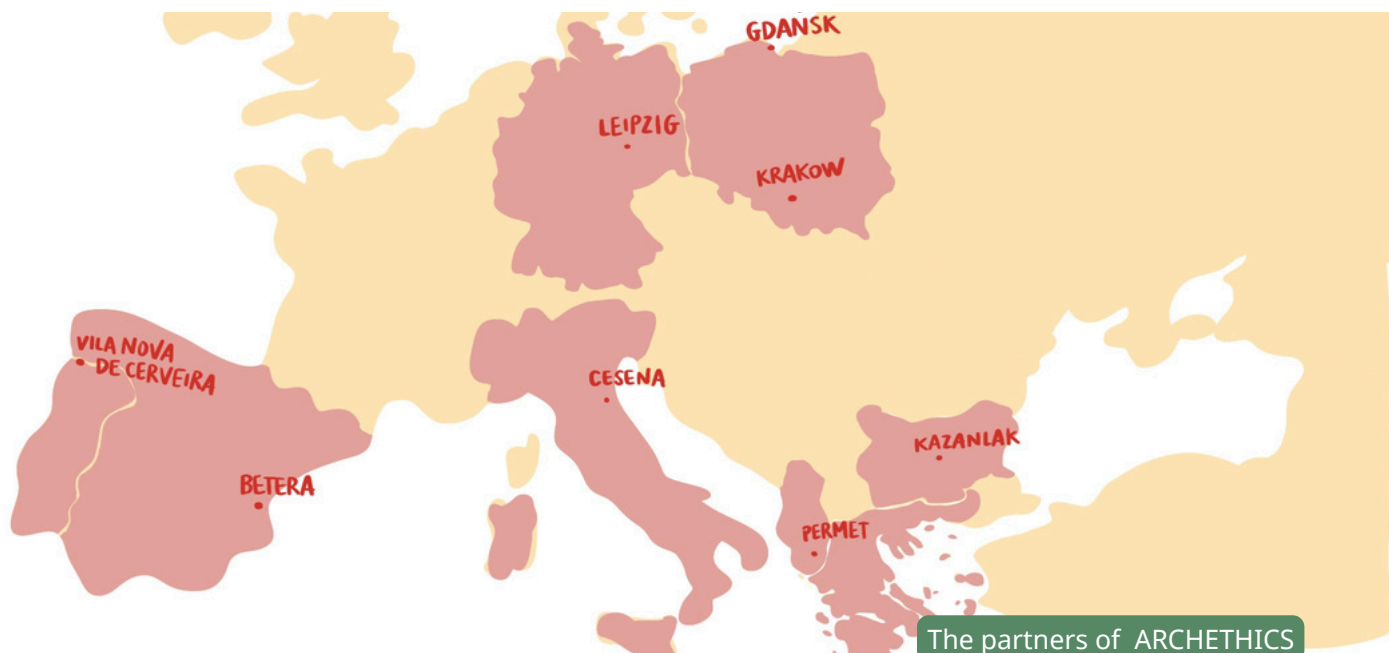 GDANSK
LEIPZIG
KRAKOW
VILA NOVA
DE CERVEIRA
CESENA
KAZANLAK
BETERA
PERMET
The partners of ARCHETHICS